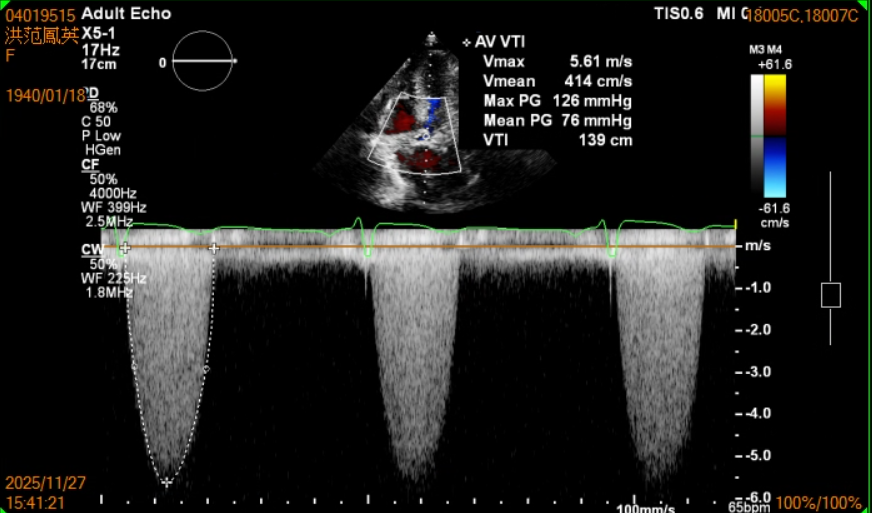 04019515
洪范鳳英
F
1940/01/18
Adult Echo
X5-1
17Hz
17cm
0
TIS0.6 MI
18005C,18007C
2D
68%
C 50
P Low
HGen
CF
50%
4000Hz
WF 399Hz
2.5MHz
CW
50%
WF 225Hz
1.8MHz
AV VTI
Vmax 5.61 m/s
Vmean 414 cm/s
Max PG 126 mmHg
Mean PG 76 mmHg
VTI 139 cm
M3 M4
+61.6
-61.6
cm/s
m/s
-1.0
-2.0
-3.0
-4.0
-5.0
-6.0
2025/11/27
15:41:21
100mm/s
65bpm
100%/100%